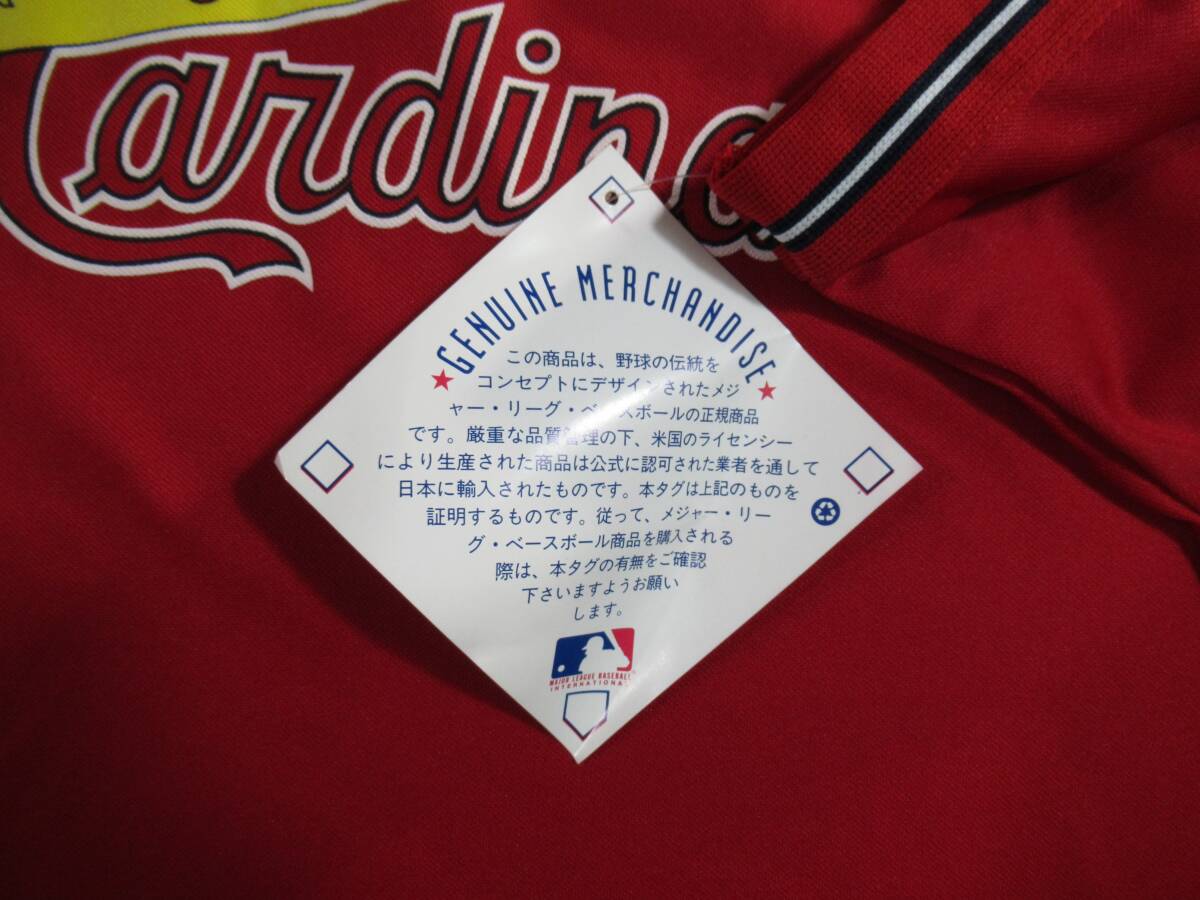 Cardina
GENUINE MERCHANDISE
この商品は、野球の伝統を
コンセプトにデザインされたメジ
ャー・リーグ・ベースボールの正規商品
です。厳重な品質管理の下、米国のライセンシー
により生産された商品は公式に認可された業者を通して
日本に輸入されたものです。本タグは上記のものを
証明するものです。従って、メジャー・リー
グ・ベースボール商品を購入される
際は、本タグの有無をご確認
下さいますようお願い
します。
MAJOR LEAGUE BASEBALL
INTERNATIONAL